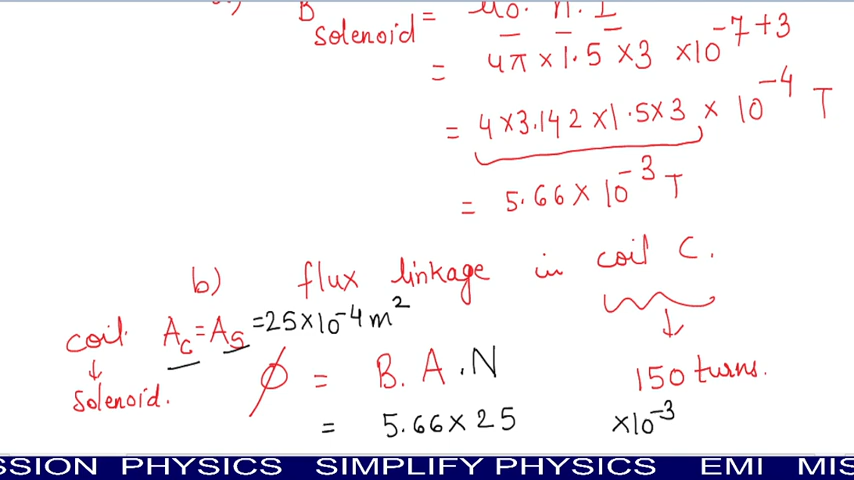 B solenoid = μ0. n. I
= 4π × 1.5 × 3 × 10^-7+3
= 4 × 3.142 × 1.5 × 3 × 10^-4 T
= 5.66 × 10^-3 T
b) flux linkage in coil C.
coil A_C = A_S = 25 × 10^-4 m^2
↓
Solenoid.
ϕ = B. A .N
150 turns.
= 5.66 × 25 × 10^-3
SSION PHYSICS SIMPLIFY PHYSICS EMI MIS